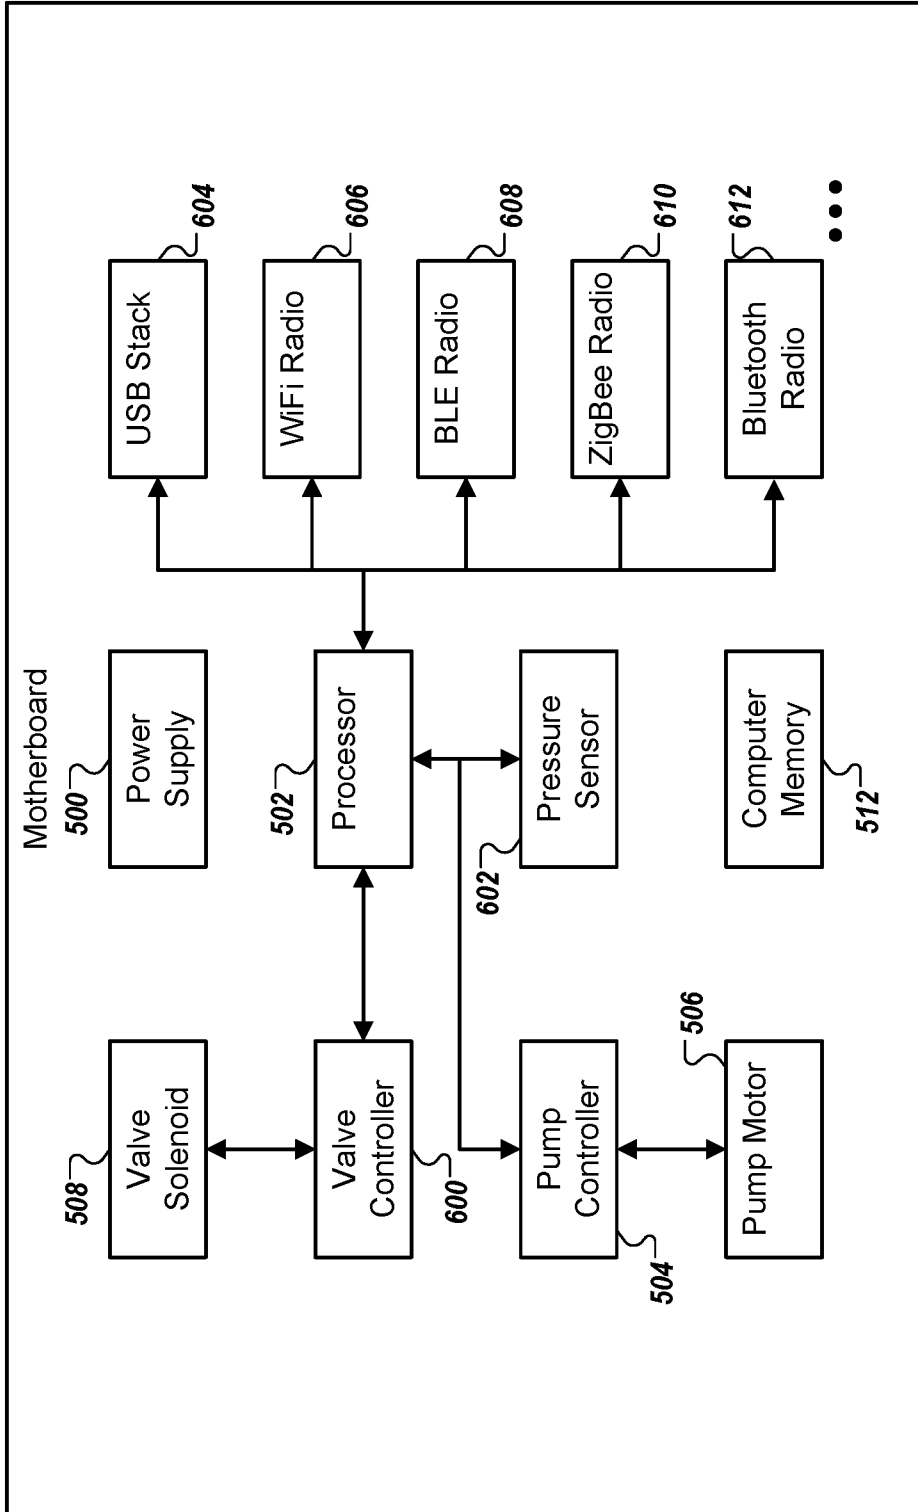 Motherboard
508
Valve
Solenoid
500
Power
Supply
USB Stack
604
Valve
Controller
600
502
Processor
WiFi Radio
606
Pump
Controller
504
602
Pressure
Sensor
BLE Radio
608
ZigBee Radio
610
Pump Motor
506
Computer
Memory
512
Bluetooth
Radio
612